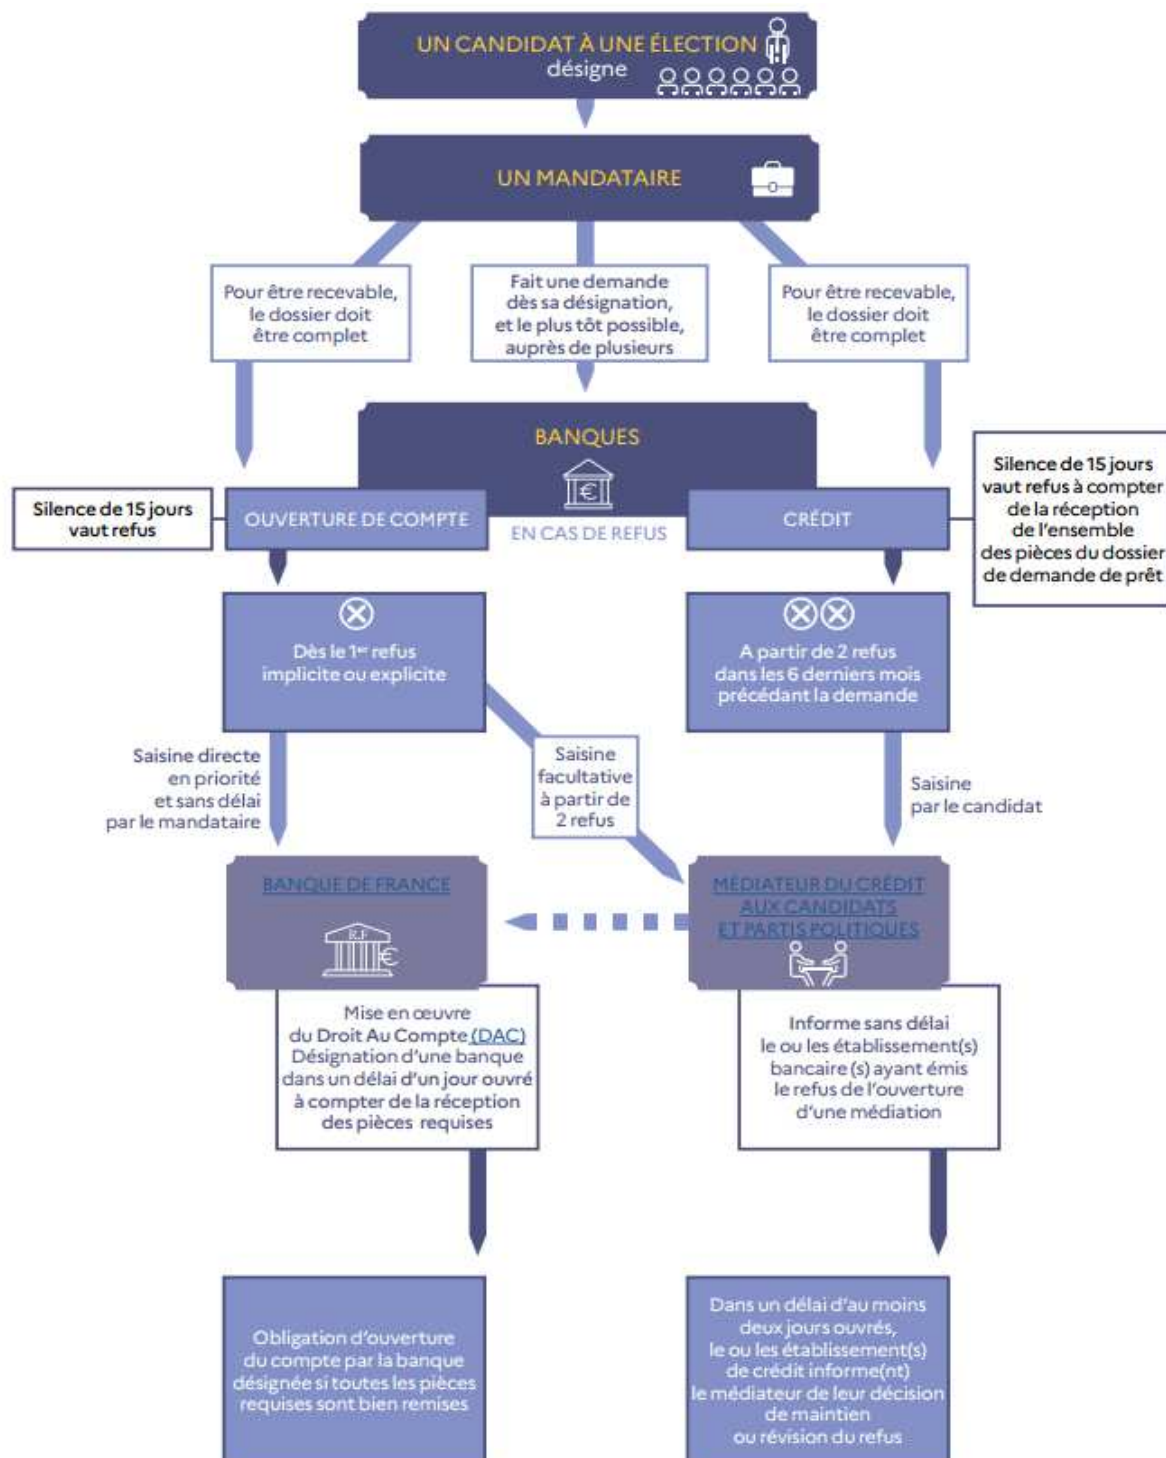 UN CANDIDAT À UNE ÉLECTION
désigne
UN MANDATAIRE
Pour être recevable,
le dossier doit
être complet
Fait une demande
dès sa désignation,
et le plus tôt possible,
auprès de plusieurs
Pour être recevable,
le dossier doit
être complet
BANQUES
€
Silence de 15 jours
vaut refus
OUVERTURE DE COMPTE
EN CAS DE REFUS
CRÉDIT
Silence de 15 jours
vaut refus à compter
de la réception
de l'ensemble
des pièces du dossier
de demande de prêt
Dès le 1er refus
implicite ou explicite
A partir de 2 refus
dans les 6 derniers mois
précédant la demande
Saisine directe
en priorité
et sans délai
par le mandataire
Saisine
facultative
à partir de
2 refus
Saisine
par le candidat
BANQUE DE FRANCE
R.F
€
MÉDIATEUR DU CRÉDIT
AUX CANDIDATS
ET PARTIS POLITIQUES
Mise en œuvre
du Droit Au Compte (DAC)
Désignation d'une banque
dans un délai d'un jour ouvré
à compter de la réception
des pièces requises
Informe sans délai
le ou les établissement(s)
bancaire (s) ayant émis
le refus de l'ouverture
d'une médiation
Obligation d'ouverture
du compte par la banque
désignée si toutes les pièces
requises sont bien remises
Dans un délai d'au moins
deux jours ouvrés,
le ou les établissement(s)
de crédit informe(nt)
le médiateur de leur décision
de maintien
ou révision du refus